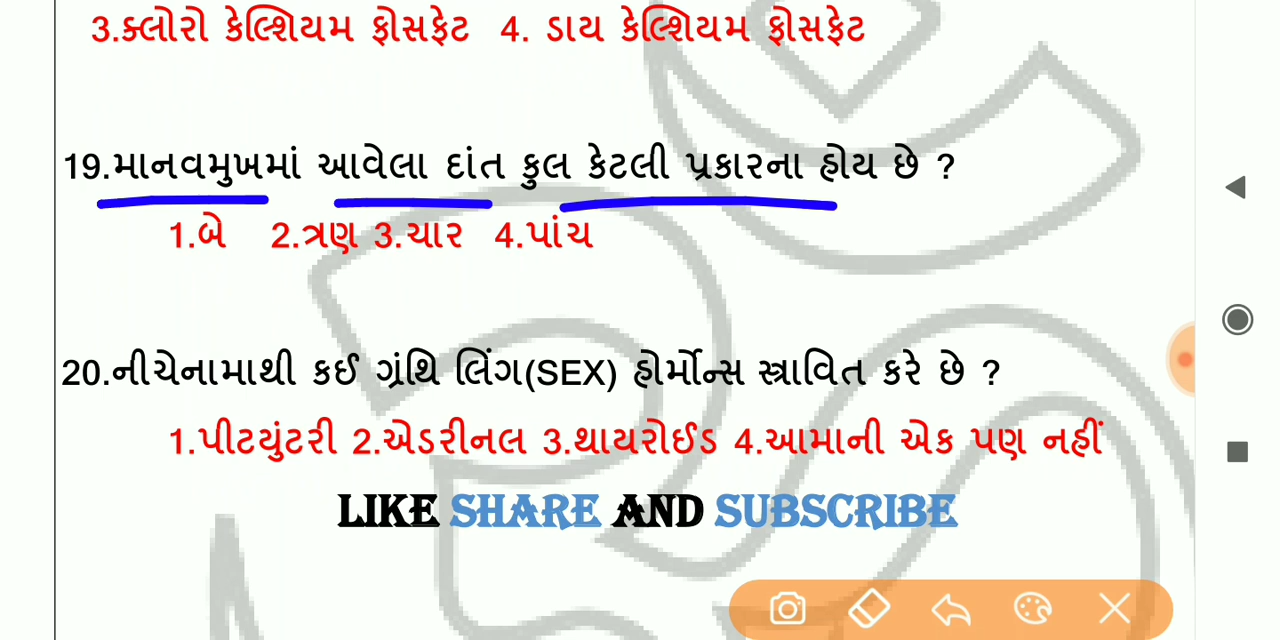 3.ક્લોરો કેલ્શિયમ ફોસફેટ 4. ડાય કેલ્શિયમ ફોસફેટ
19.માનવમુખમાં આવેલા દાંત કુલ કેટલી પ્રકારના હોય છે ?
1.બે 2.ત્રણ 3.ચાર 4.પાંચ
20.નીચેનામાથી કઈ ગ્રંથિ લિંગ(SEX) હોર્મોન્સ સ્ત્રાવિત કરે છે ?
1.પીટયુંટરી 2.એડરીનલ 3.થાયરોઈડ 4.આમાની એક પણ નહીં
LIKE SHARE AND SUBSCRIBE